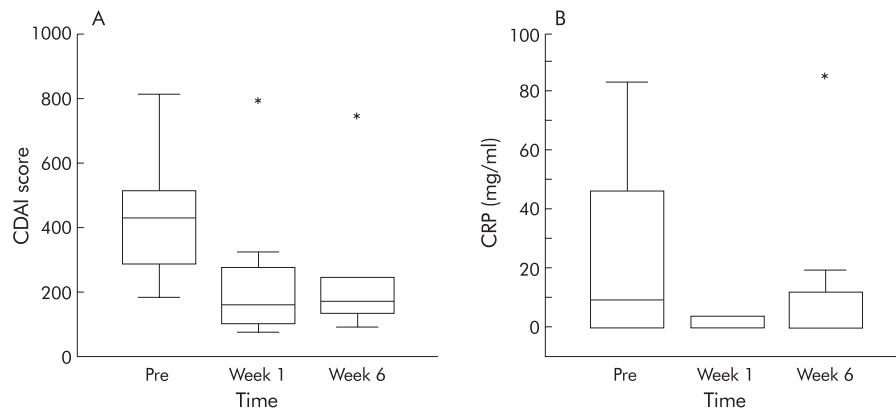 A
1000
800
600
400
200
0
CDAI score
Pre
Week 1
Week 6
Time
B
100
80
60
40
20
0
CRP (mg/ml)
Pre
Week 1
Week 6
Time